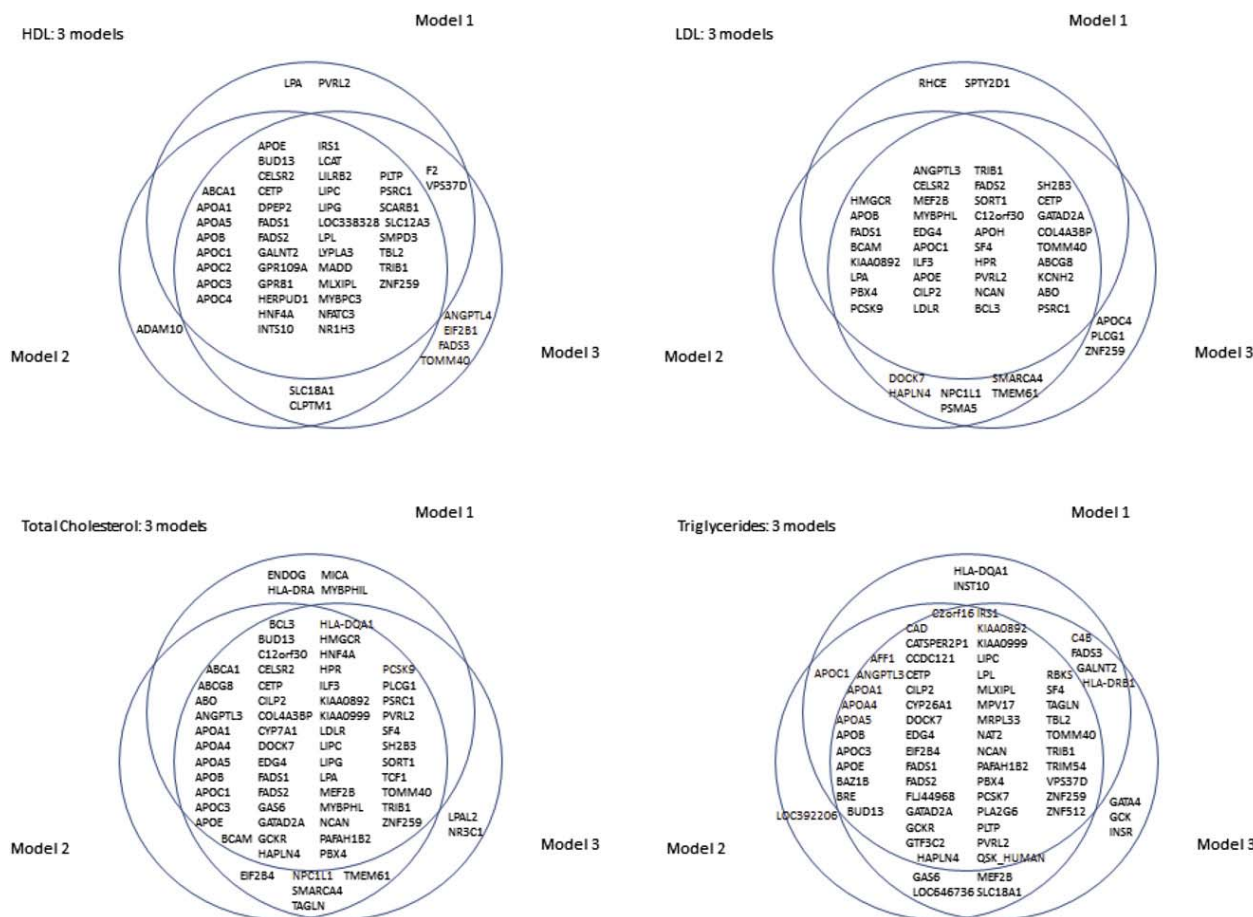 Model 1
HDL: 3 models
LPA PVRL2
APOE IRS1
BUD13 LCAT
CELSR2 LILRB2 PLTP F2
ABCA1 CETP LIPC PSRC1 VPS37D
APOA1 DPEP2 LIPG SCARB1
APOA5 FADS1 LOC338328 SLC12A3
APOB FADS2 LPL SMPD3
APOC1 GALNT2 LYPLA3 TBL2
APOC2 GPR109A MADD TRIB1
APOC3 GPR81 MLXIPL ZNF259
APOC4 HERPUD1 MYBPC3
HNF4A NFATC3 ANGPTL4
ADAM10 INTS10 NR1H3 EIF2B1
FADS3
Model 2 TOMM40 Model 3
SLC18A1
CLPTM1
Model 1
LDL: 3 models
RHCE SPTY2D1
ANGPTL3 TRIB1
CELSR2 FADS2 SH2B3
HMGCR MEF2B SORT1 CETP
APOB MYBPHL C12orf30 GATAD2A
FADS1 EDG4 APOH COL4A3BP
BCAM APOC1 SF4 TOMM40
KIAA0892 ILF3 HPR ABCG8
LPA APOE PVRL2 KCNH2
PBX4 CILP2 NCAN ABO
PCSK9 LDLR BCL3 PSRC1
APOC4
PLCG1
Model 2 ZNF259 Model 3
DOCK7 SMARCA4
HAPLN4 NPC1L1 TMEM61
PSMA5
Model 1
Total Cholesterol: 3 models
ENDOG MICA
HLA-DRA MYBPHIL
BCL3 HLA-DQA1
BUD13 HMGCR
C12orf30 HNF4A
ABCA1 CELSR2 HPR PCSK9
ABCG8 CETP ILF3 PLCG1
ABO CILP2 KIAA0892 PSRC1
ANGPTL3 COL4A3BP KIAA0999 PVRL2
APOA1 CYP7A1 LDLR SF4
APOA4 DOCK7 LIPC SH2B3
APOA5 EDG4 LIPG SORT1
APOB FADS1 LPA TCF1
APOC1 FADS2 MEF2B TOMM40
APOC3 GAS6 MYBPHL TRIB1
APOE GATAD2A NCAN ZNF259 LPAL2
BCAM GCKR PAFAH1B2 NR3C1
Model 2 HAPLN4 PBX4 Model 3
EIF2B4 NPC1L1 TMEM61
SMARCA4
TAGLN
Model 1
Triglycerides: 3 models
HLA-DQA1
INST10
C2orf16 IRS1
CAD KIAA0892 C4B
CATSPER2P1 KIAA0999 FADS3
AFF1 CCDC121 LIPC GALNT2
APOC1 ANGPTL3 CETP LPL RBKS HLA-DRB1
APOA1 CILP2 MLXIPL SF4
APOA4 CYP26A1 MPV17 TAGLN
APOA5 DOCK7 MRPL33 TBL2
APOB EDG4 NAT2 TOMM40
APOC3 EIF2B4 NCAN TRIB1
APOE FADS1 PAFAH1B2 TRIM54
BAZ1B FADS2 PBX4 VPS37D
BRE FLJ44968 PCSK7 ZNF259 GATA4
LOC392206 BUD13 GATAD2A PLA2G6 ZNF512 GCK
GCKR PLTP INSR
GTF3C2 PVRL2
Model 2 HAPLN4 QSK_HUMAN Model 3
GAS6 MEF2B
LOC646736 SLC18A1